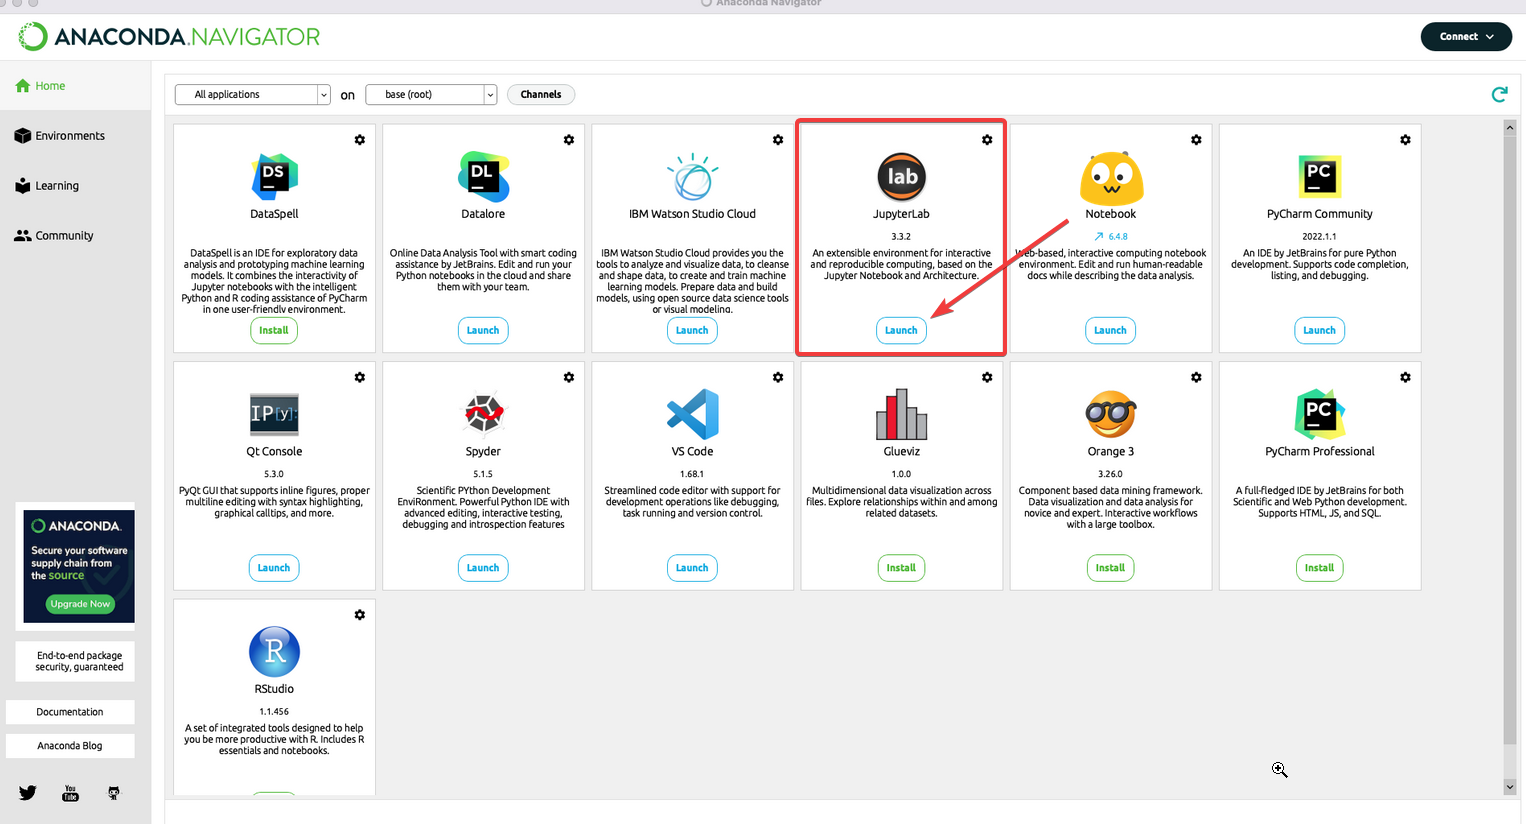 Anaconda Navigator
ANACONDA.NAVIGATOR
Connect
Home
Environments
Learning
Community
All applications
on
base (root)
Channels
DS
DataSpell
DataSpell is an IDE for exploratory data
analysis and prototyping machine learning
models. It combines the interactivity of
Jupyter notebooks with the intelligent
Python and R coding assistance of PyCharm
in one user-friendly environment.
Install
DL
Datalore
Online Data Analysis Tool with smart coding
assistance by JetBrains. Edit and run your
Python notebooks in the cloud and share
them with your team.
Launch
IBM Watson Studio Cloud
IBM Watson Studio Cloud provides you the
tools to analyze and visualize data, to cleanse
and shape data, to create and train machine
learning models. Prepare data and build
models, using open source data science tools
or visual modeling.
Launch
lab
JupyterLab
3.3.2
An extensible environment for interactive
and reproducible computing, based on the
Jupyter Notebook and Architecture.
Launch
Notebook
6.4.8
Web-based, interactive computing notebook
environment. Edit and run human-readable
docs while describing the data analysis.
Launch
PC
PyCharm Community
2022.1.1
An IDE by JetBrains for pure Python
development. Supports code completion,
listing, and debugging.
Launch
IP[y]:
Qt Console
5.3.0
PyQt GUI that supports inline figures, proper
multiline editing with syntax highlighting,
graphical calltips, and more.
Launch
Spyder
5.1.5
Scientific PYthon Development
EnviRonment. Powerful Python IDE with
advanced editing, interactive testing,
debugging and introspection features
Launch
VS Code
1.68.1
Streamlined code editor with support for
development operations like debugging,
task running and version control.
Launch
Glueviz
1.0.0
Multidimensional data visualization across
files. Explore relationships within and among
related datasets.
Install
Orange 3
3.26.0
Component based data mining framework.
Data visualization and data analysis for
novice and expert. Interactive workflows
with a large toolbox.
Install
PC
PyCharm Professional
A full-fledged IDE by JetBrains for both
Scientific and Web Python development.
Supports HTML, JS, and SQL.
Install
R
RStudio
1.1.456
A set of integrated tools designed to help
you be more productive with R. Includes R
essentials and notebooks.
ANACONDA.
Secure your software
supply chain from
the source
Upgrade Now
End-to-end package
security, guaranteed
Documentation
Anaconda Blog
You
Tube